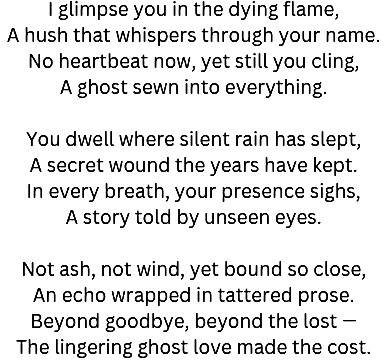 I glimpse you in the dying flame,
A hush that whispers through your name.
No heartbeat now, yet still you cling,
A ghost sewn into everything.

You dwell where silent rain has slept,
A secret wound the years have kept.
In every breath, your presence sighs,
A story told by unseen eyes.

Not ash, not wind, yet bound so close,
An echo wrapped in tattered prose.
Beyond goodbye, beyond the lost —
The lingering ghost love made the cost.